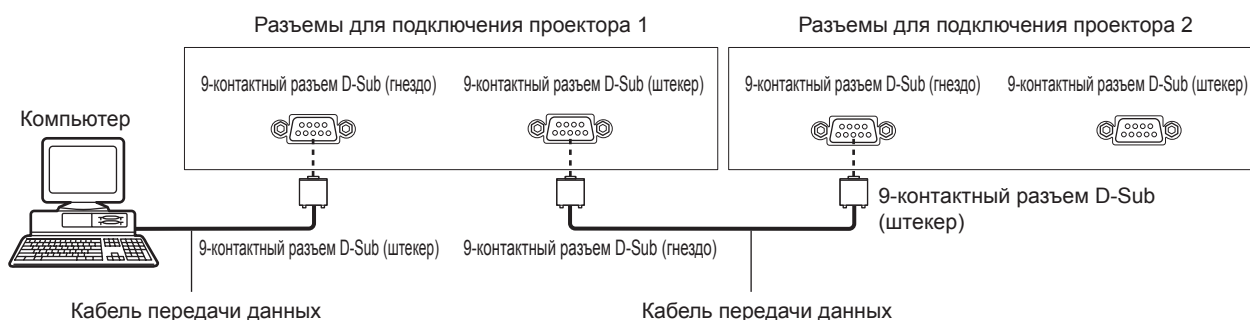 Разъемы для подключения проектора 1
Разъемы для подключения проектора 2
9-контактный разъем D-Sub (гнездо)
9-контактный разъем D-Sub (штекер)
9-контактный разъем D-Sub (гнездо)
9-контактный разъем D-Sub (штекер)
Компьютер
9-контактный разъем D-Sub
(штекер)
9-контактный разъем D-Sub (штекер)
9-контактный разъем D-Sub (гнездо)
Кабель передачи данных
Кабель передачи данных